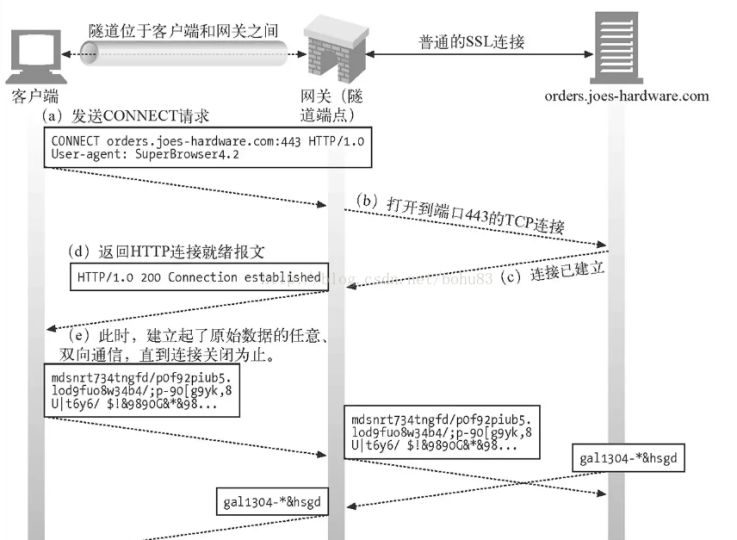 隧道位于客户端和网关之间
普通的SSL连接
客户端
网关（隧
道端点）
orders.joes-hardware.com
(a) 发送CONNECT请求
CONNECT orders.joes-hardware.com:443 HTTP/1.0
User-agent: SuperBrowser4.2
(b) 打开到端口443的TCP连接
(c) 连接已建立
(d) 返回HTTP连接就绪报文
HTTP/1.0 200 Connection established
blog.csdn.net/bohu83
(e) 此时，建立起了原始数据的任意、
双向通信，直到连接关闭为止。
mdsnrt734tngfd/pOf92piub5.
lod9fuo8w34b4/;p-90[g9yk,8
U|t6y6/ $!&9890G&*&98...
mdsnrt734tngfd/pOf92piub5.
lod9fuo8w34b4/;p-90[g9yk,8
U|t6y6/ $!&9890G&*&98...
gal1304-*&hsgd
gal1304-*&hsgd